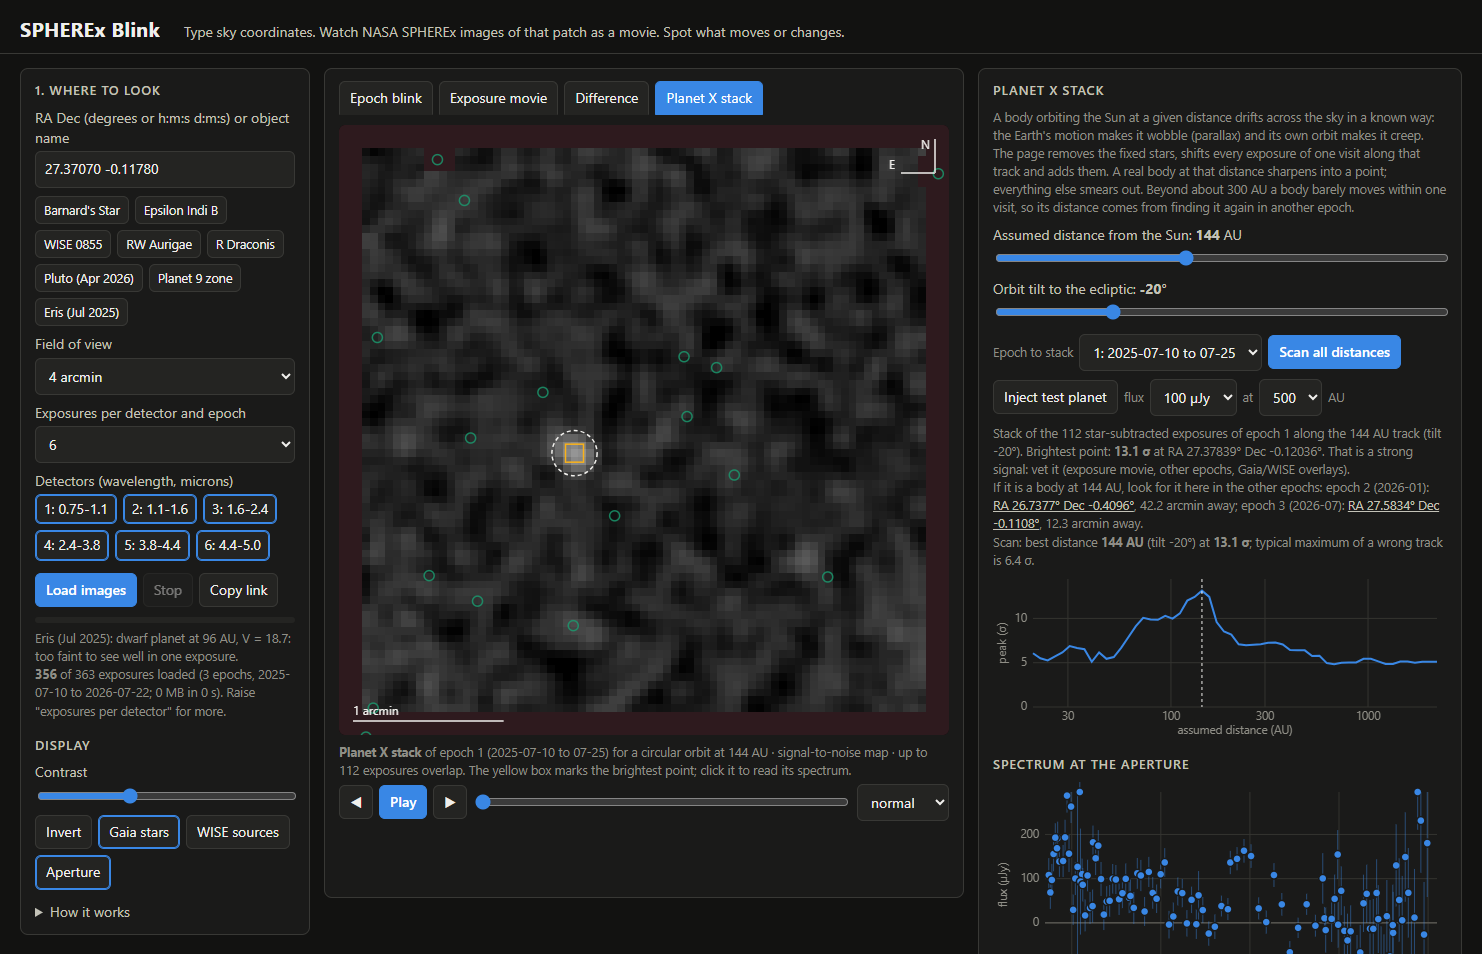 SPHEREx Blink
Type sky coordinates. Watch NASA SPHEREx images of that patch as a movie. Spot what moves or changes.
1. WHERE TO LOOK
RA Dec (degrees or h:m:s d:m:s) or object
name
27.37070 -0.11780
Barnard's Star
Epsilon Indi B
WISE 0855
RW Aurigae
R Draconis
Pluto (Apr 2026)
Planet 9 zone
Eris (Jul 2025)
Field of view
4 arcmin
Exposures per detector and epoch
6
Detectors (wavelength, microns)
1: 0.75-1.1
2: 1.1-1.6
3: 1.6-2.4
4: 2.4-3.8
5: 3.8-4.4
6: 4.4-5.0
Load images
Stop
Copy link
Eris (Jul 2025): dwarf planet at 96 AU, V = 18.7:
too faint to see well in one exposure.
356 of 363 exposures loaded (3 epochs, 2025-
07-10 to 2026-07-22; 0 MB in 0 s). Raise
"exposures per detector" for more.
DISPLAY
Contrast
Invert
Gaia stars
WISE sources
Aperture
▶ How it works
Epoch blink
Exposure movie
Difference
Planet X stack
N
E
1 arcmin
Planet X stack of epoch 1 (2025-07-10 to 07-25) for a circular orbit at 144 AU · signal-to-noise map · up to
112 exposures overlap. The yellow box marks the brightest point; click it to read its spectrum.
◀
Play
▶
normal
PLANET X STACK
A body orbiting the Sun at a given distance drifts across the sky in a known way:
the Earth's motion makes it wobble (parallax) and its own orbit makes it creep.
The page removes the fixed stars, shifts every exposure of one visit along that
track and adds them. A real body at that distance sharpens into a point;
everything else smears out. Beyond about 300 AU a body barely moves within one
visit, so its distance comes from finding it again in another epoch.
Assumed distance from the Sun: 144 AU
Orbit tilt to the ecliptic: -20°
Epoch to stack
1: 2025-07-10 to 07-25
Scan all distances
Inject test planet
flux
100 µJy
at
500
AU
Stack of the 112 star-subtracted exposures of epoch 1 along the 144 AU track (tilt
-20°). Brightest point: 13.1 σ at RA 27.37839° Dec -0.12036°. That is a strong
signal: vet it (exposure movie, other epochs, Gaia/WISE overlays).
If it is a body at 144 AU, look for it here in the other epochs: epoch 2 (2026-01):
RA 26.7377° Dec -0.4096°, 42.2 arcmin away; epoch 3 (2026-07): RA 27.5834° Dec
-0.1108°, 12.3 arcmin away.
Scan: best distance 144 AU (tilt -20°) at 13.1 σ; typical maximum of a wrong track
is 6.4 σ.
10
5
0
peak (σ)
30
100
300
1000
assumed distance (AU)
SPECTRUM AT THE APERTURE
200
100
0
flux (µJy)